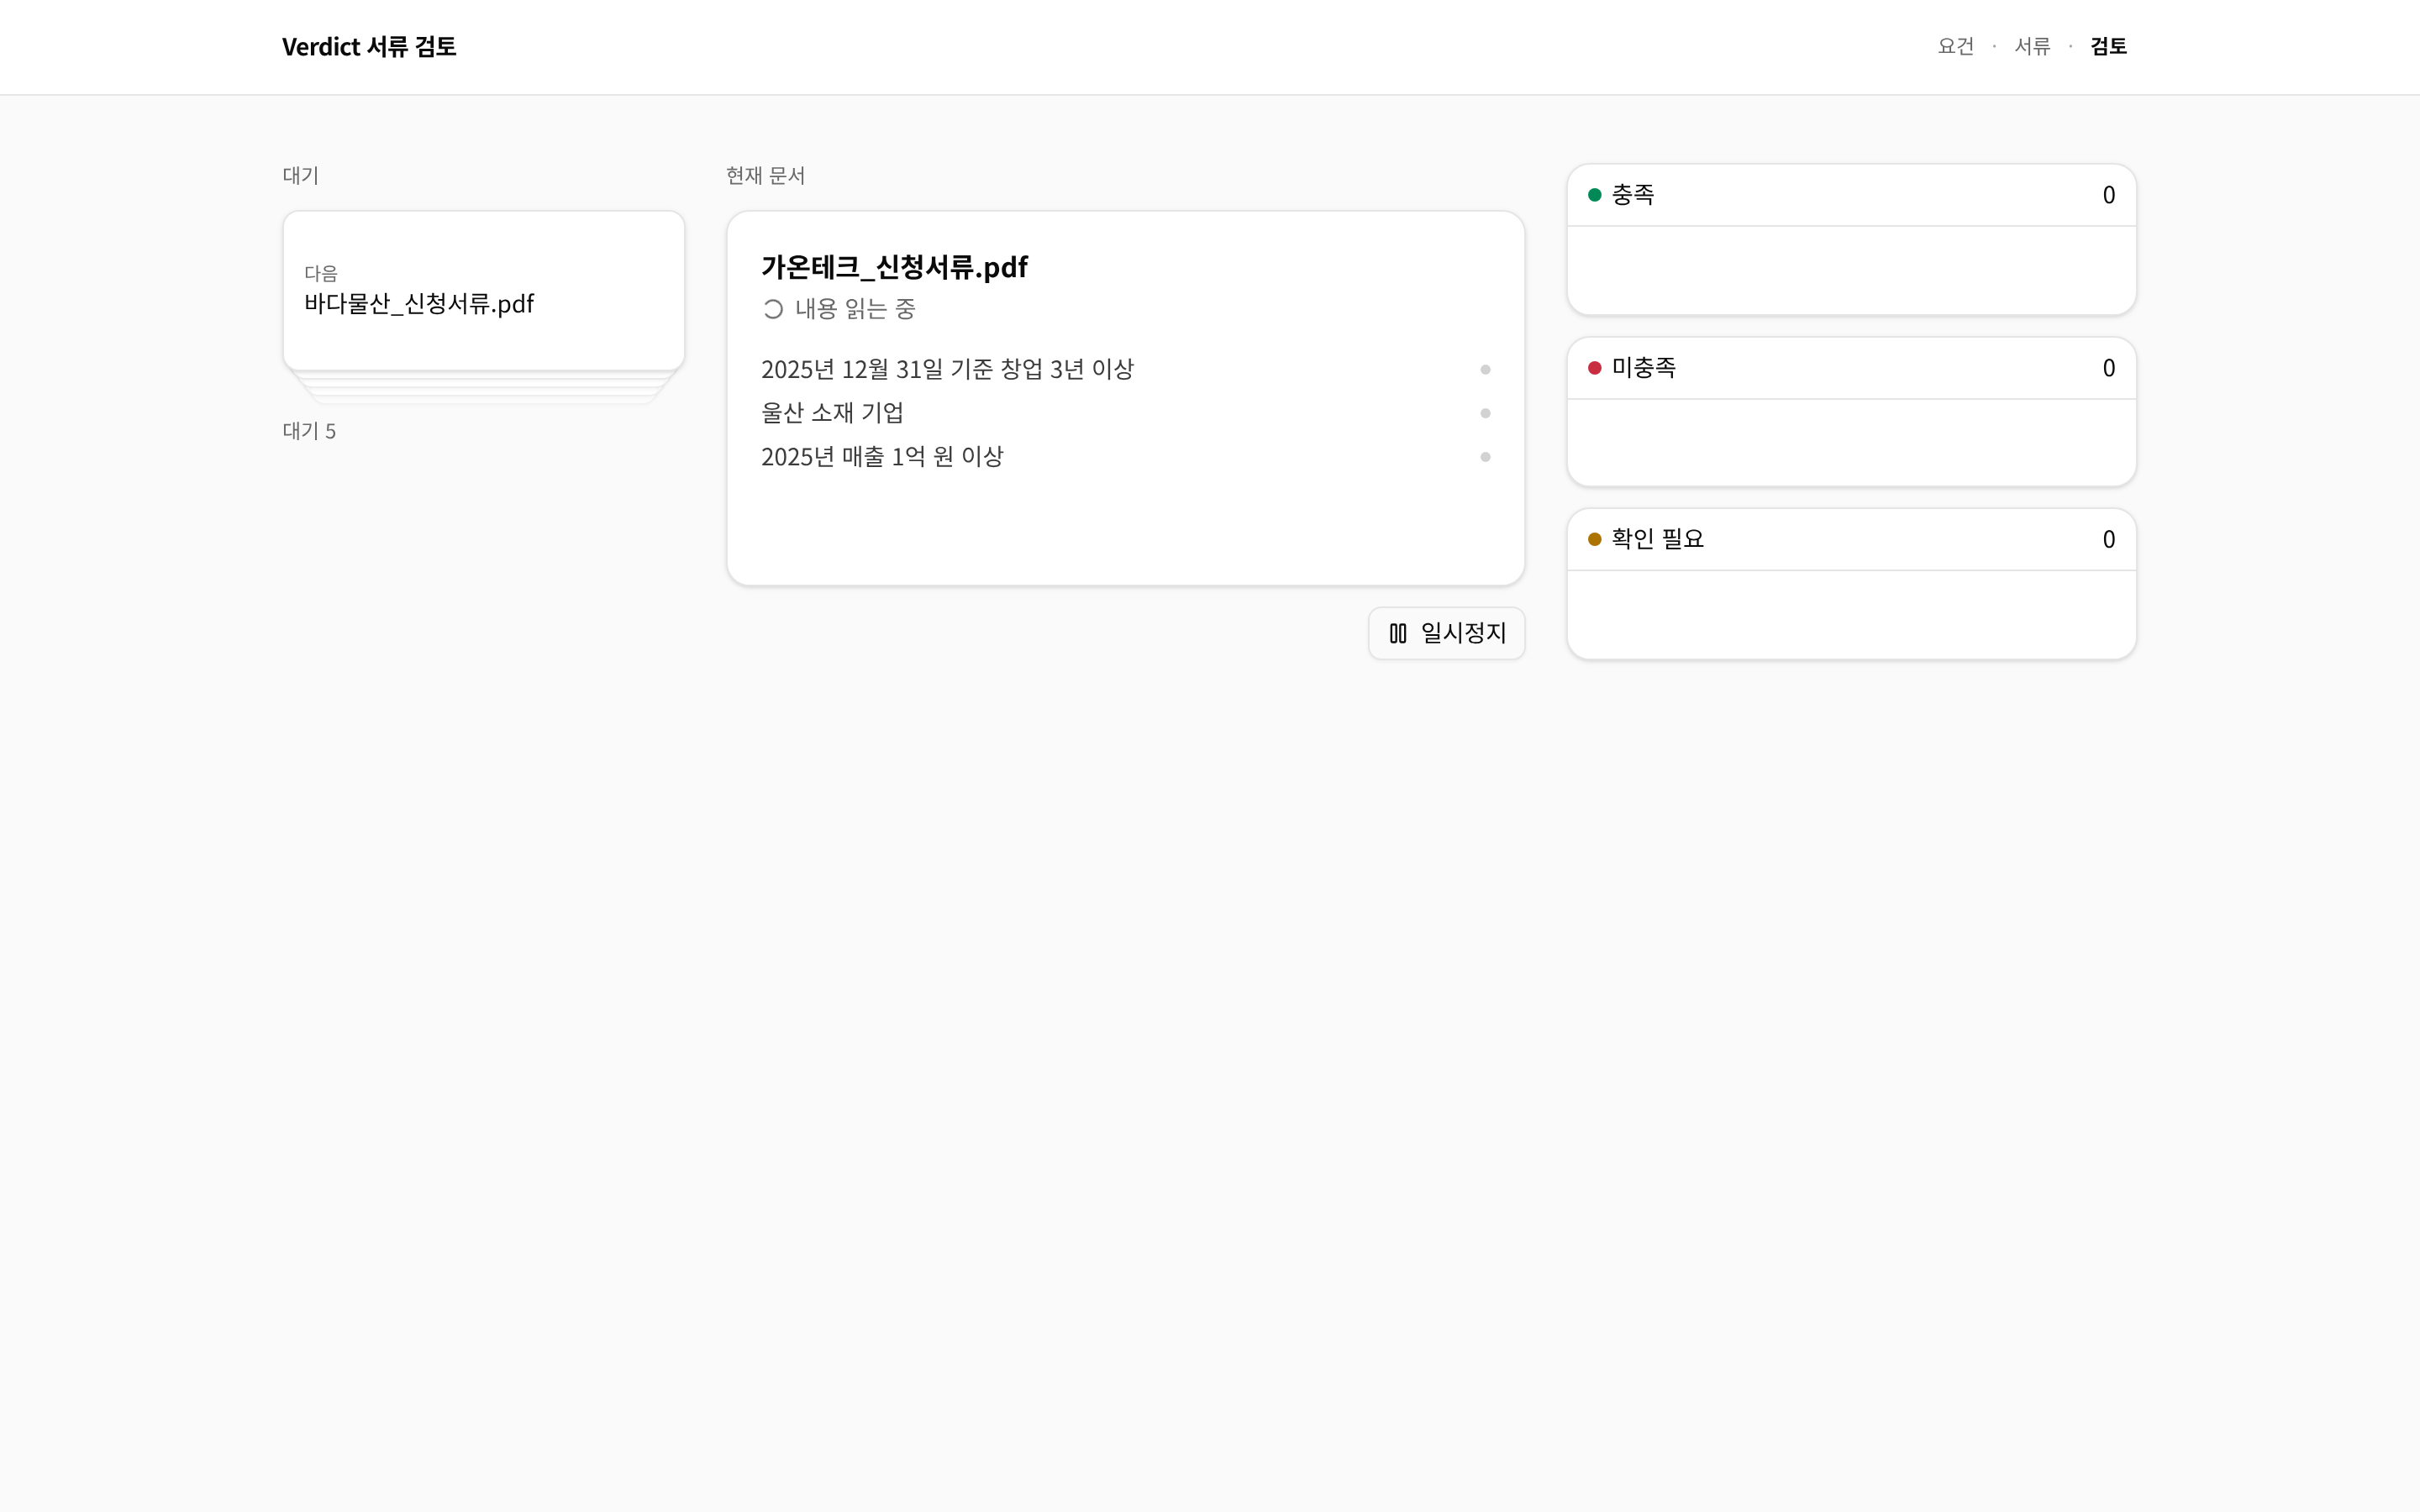 Verdict 서류 검토
요건 · 서류 · 검토
대기
다음
바다물산_신청서류.pdf
대기 5
현재 문서
가온테크_신청서류.pdf
내용 읽는 중
2025년 12월 31일 기준 창업 3년 이상
울산 소재 기업
2025년 매출 1억 원 이상
일시정지
충족 0
미충족 0
확인 필요 0